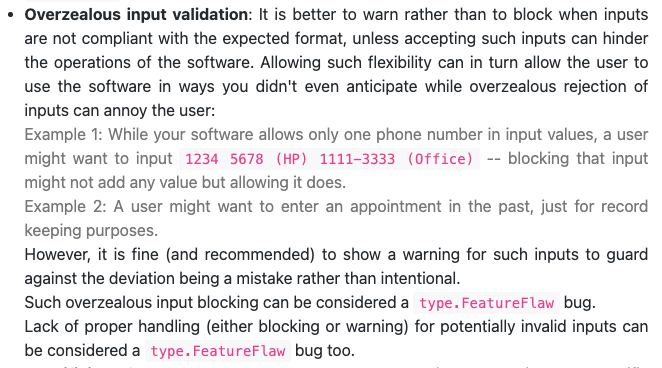 • Overzealous input validation: It is better to warn rather than to block when inputs
are not compliant with the expected format, unless accepting such inputs can hinder
the operations of the software. Allowing such flexibility can in turn allow the user to
use the software in ways you didn't even anticipate while overzealous rejection of
inputs can annoy the user:
Example 1: While your software allows only one phone number in input values, a user
might want to input 1234 5678 (HP) 1111-3333 (Office) -- blocking that input
might not add any value but allowing it does.
Example 2: A user might want to enter an appointment in the past, just for record
keeping purposes.
However, it is fine (and recommended) to show a warning for such inputs to guard
against the deviation being a mistake rather than intentional.
Such overzealous input blocking can be considered a type.FeatureFlaw bug.
Lack of proper handling (either blocking or warning) for potentially invalid inputs can
be considered a type.FeatureFlaw bug too.